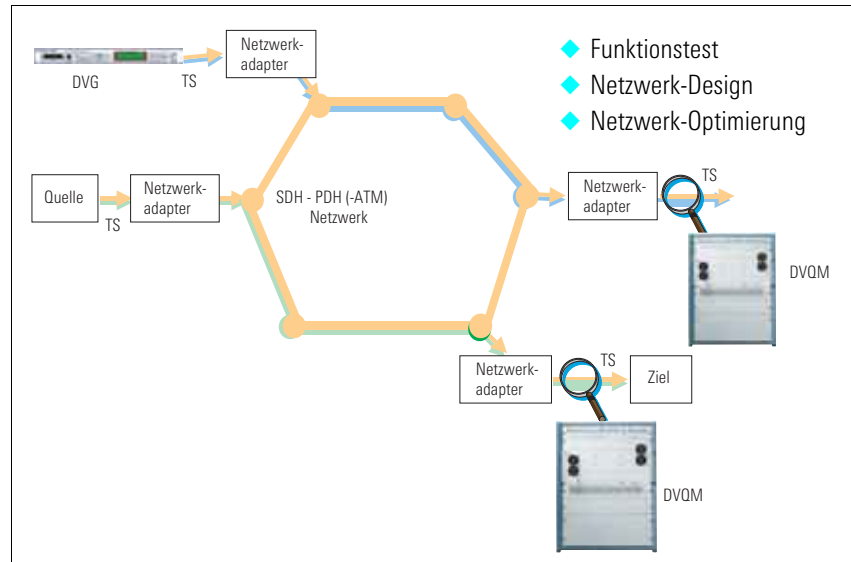 Netzwerk-
adapter
DVG
TS
Funktionstest
Netzwerk-Design
Netzwerk-Optimierung
Quelle
TS
Netzwerk-
adapter
SDH - PDH (-ATM)
Netzwerk
Netzwerk-
adapter
TS
DVQM
Netzwerk-
adapter
TS
Ziel
DVQM